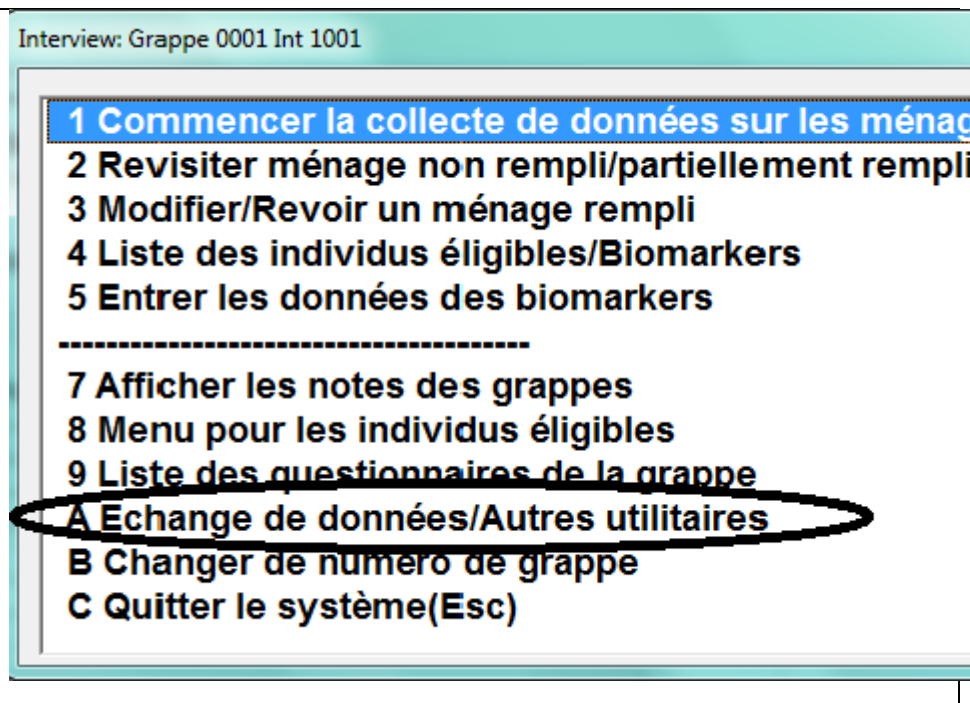 Interview: Grappe 0001 Int 1001
1 Commencer la collecte de données sur les ménag
2 Revisiter ménage non rempli/partiellement rempli
3 Modifier/Revoir un ménage rempli
4 Liste des individus éligibles/Biomarkers
5 Entrer les données des biomarkers
---------------------------------------
7 Afficher les notes des grappes
8 Menu pour les individus éligibles
9 Liste des questionnaires de la grappe
A Echange de données/Autres utilitaires
B Changer de numéro de grappe
C Quitter le système(Esc)